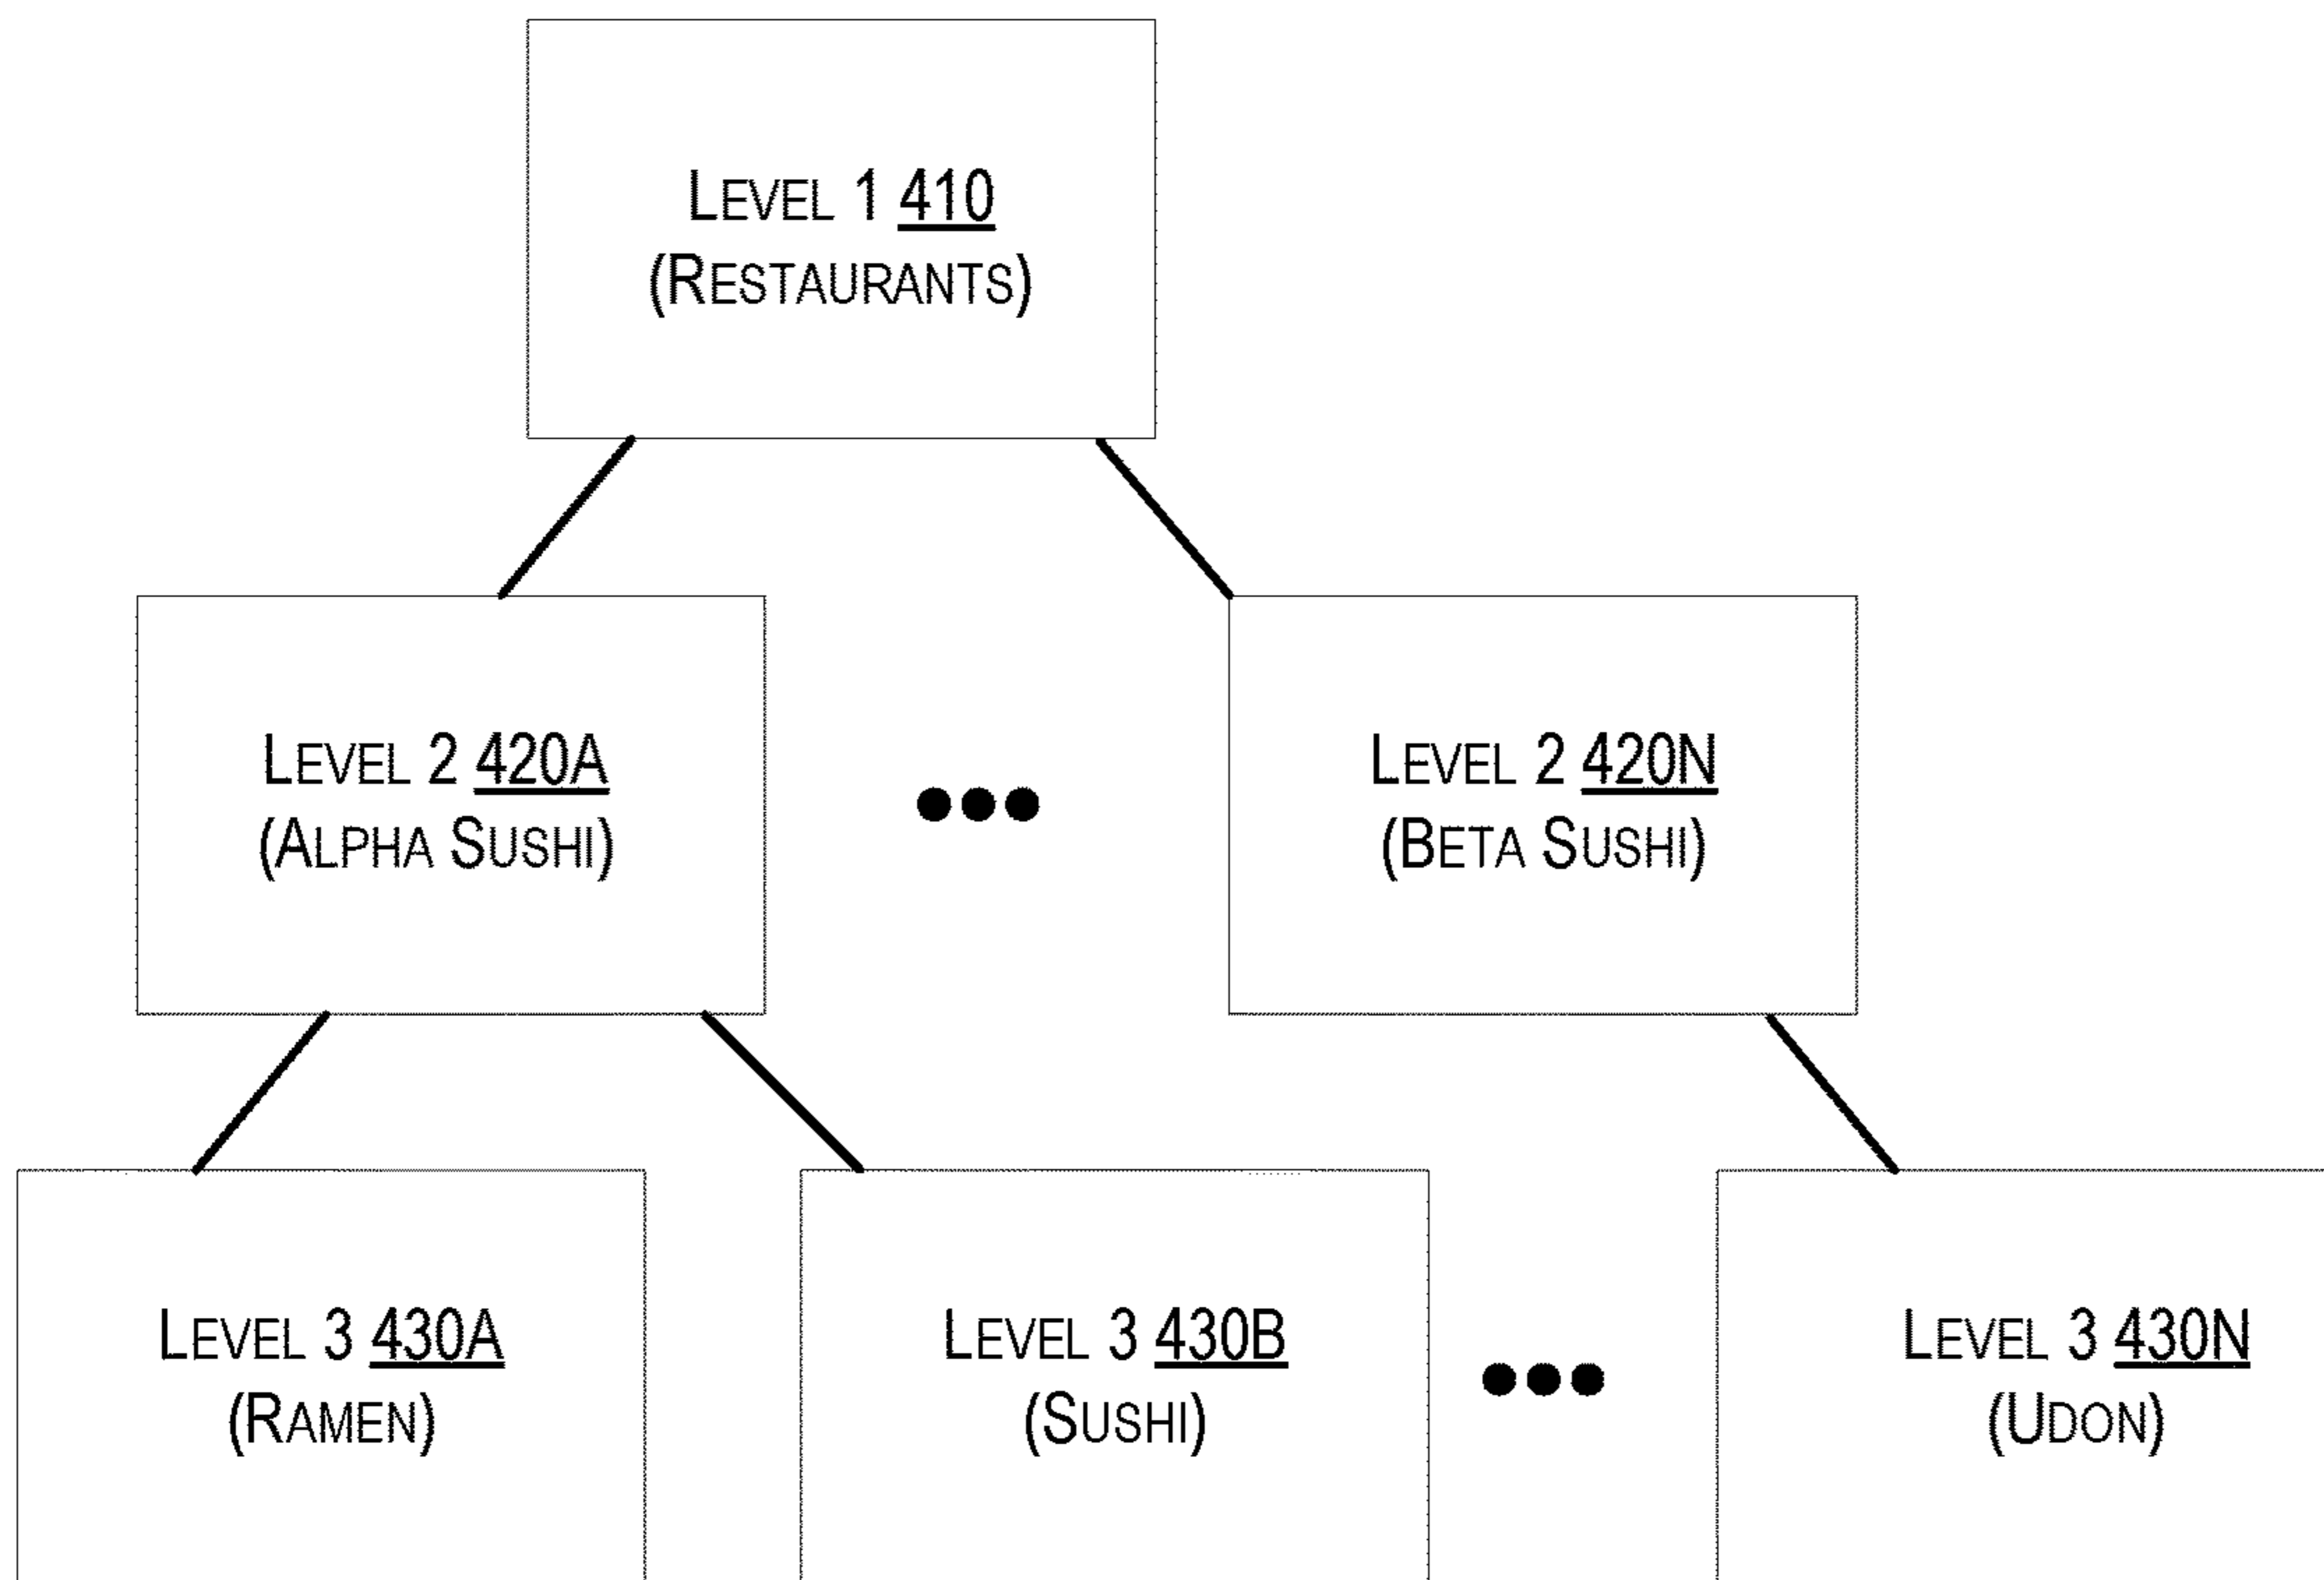 Level 1 410
(Restaurants)
Level 2 420A
(Alpha Sushi)
Level 2 420N
(Beta Sushi)
Level 3 430A
(Ramen)
Level 3 430B
(Sushi)
Level 3 430N
(Udon)